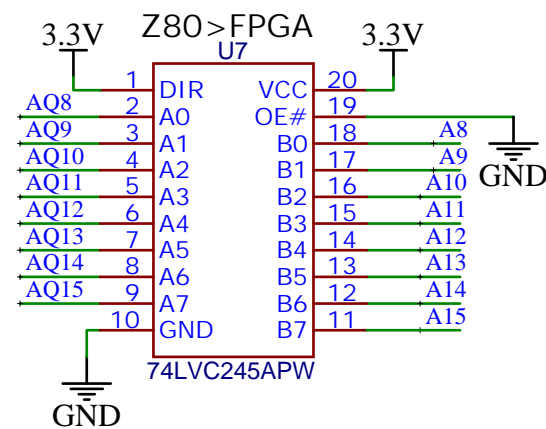 Z80>FPGA
3.3V U7 3.3V
1 DIR VCC 20
AQ8 2 A0 OE# 19
AQ9 3 A1 B0 18 A8
AQ10 4 A2 B1 17 A9
AQ11 5 A3 B2 16 A10
AQ12 6 A4 B3 15 A11
AQ13 7 A5 B4 14 A12
AQ14 8 A6 B5 13 A13
AQ15 9 A7 B6 12 A14
10 GND B7 11 A15
GND
74LVC245APW
GND